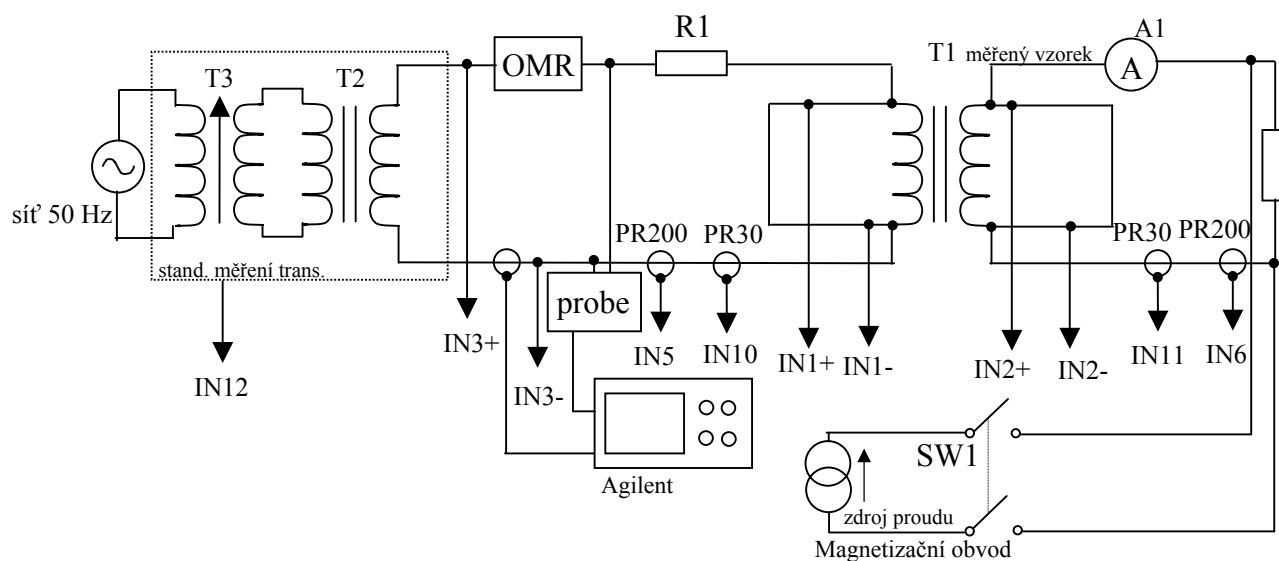 R1
A1
T1 měřený vzorek
OMR
A
T3
T2
síť 50 Hz
PR200
PR30
PR30
PR200
stand. měření trans.
probe
IN3+
IN5
IN10
IN1+
IN1-
IN2+
IN2-
IN11
IN6
IN12
IN3-
SW1
Agilent
zdroj proudu
Magnetizační obvod